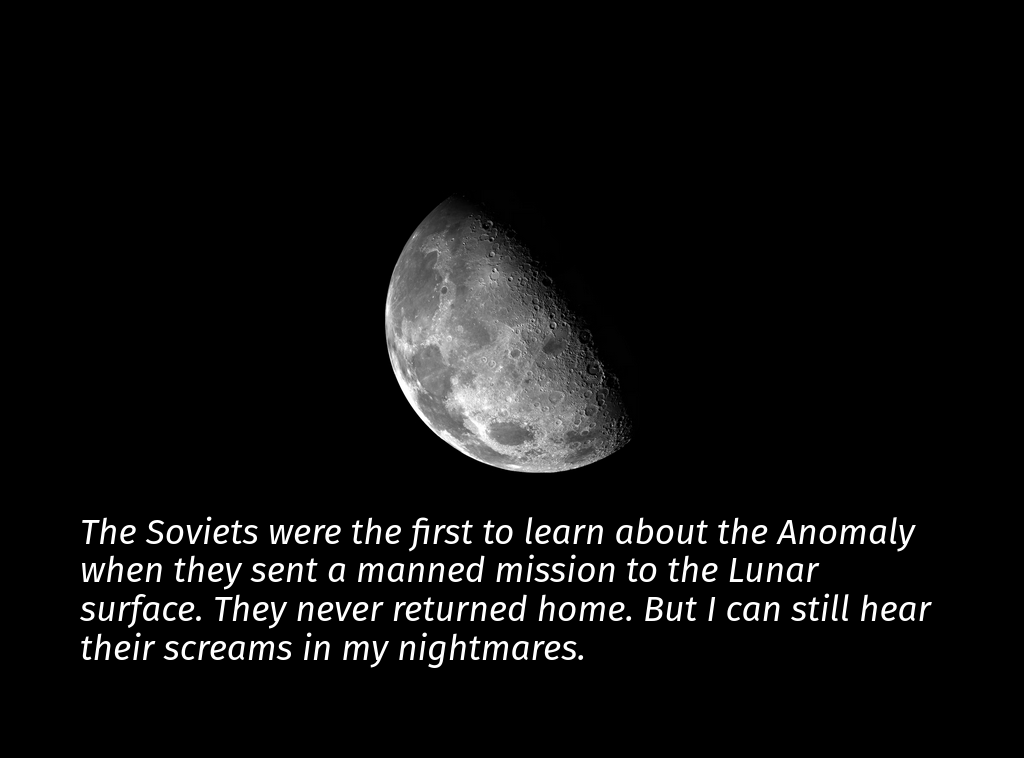 The Soviets were the first to learn about the Anomaly
when they sent a manned mission to the Lunar
surface. They never returned home. But I can still hear
their screams in my nightmares.